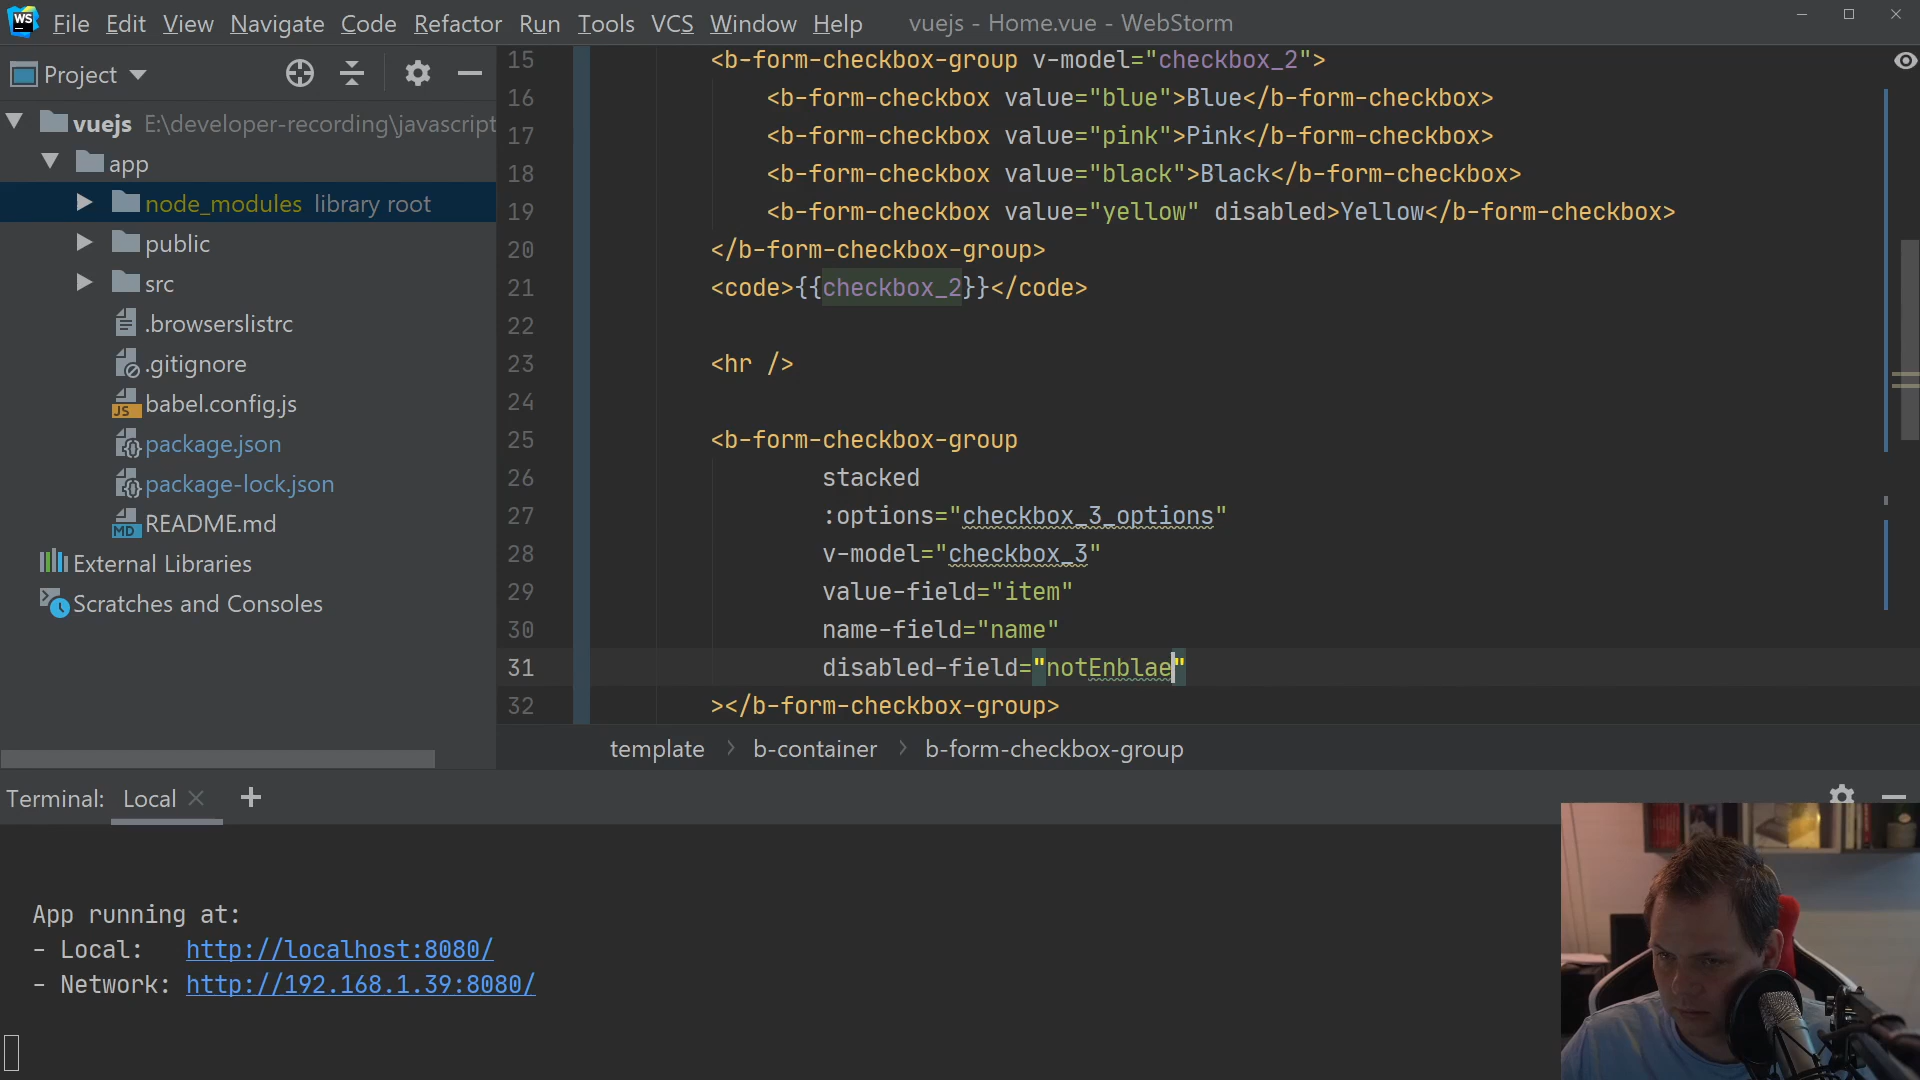 WS File Edit View Navigate Code Refactor Run Tools VCS Window Help vuejs - Home.vue - WebStorm
Project
vuejs E:\developer-recording\javascript
app
node_modules library root
public
src
.browserslistrc
.gitignore
JS babel.config.js
package.json
package-lock.json
MD README.md
External Libraries
Scratches and Consoles
15 <b-form-checkbox-group v-model="checkbox_2">
16 <b-form-checkbox value="blue">Blue</b-form-checkbox>
17 <b-form-checkbox value="pink">Pink</b-form-checkbox>
18 <b-form-checkbox value="black">Black</b-form-checkbox>
19 <b-form-checkbox value="yellow" disabled>Yellow</b-form-checkbox>
20 </b-form-checkbox-group>
21 <code>{{checkbox_2}}</code>
22
23 <hr />
24
25 <b-form-checkbox-group
26 stacked
27 :options="checkbox_3_options"
28 v-model="checkbox_3"
29 value-field="item"
30 name-field="name"
31 disabled-field="notEnblae"
32 ></b-form-checkbox-group>
template > b-container > b-form-checkbox-group
Terminal: Local × +
App running at:
- Local: http://localhost:8080/
- Network: http://192.168.1.39:8080/